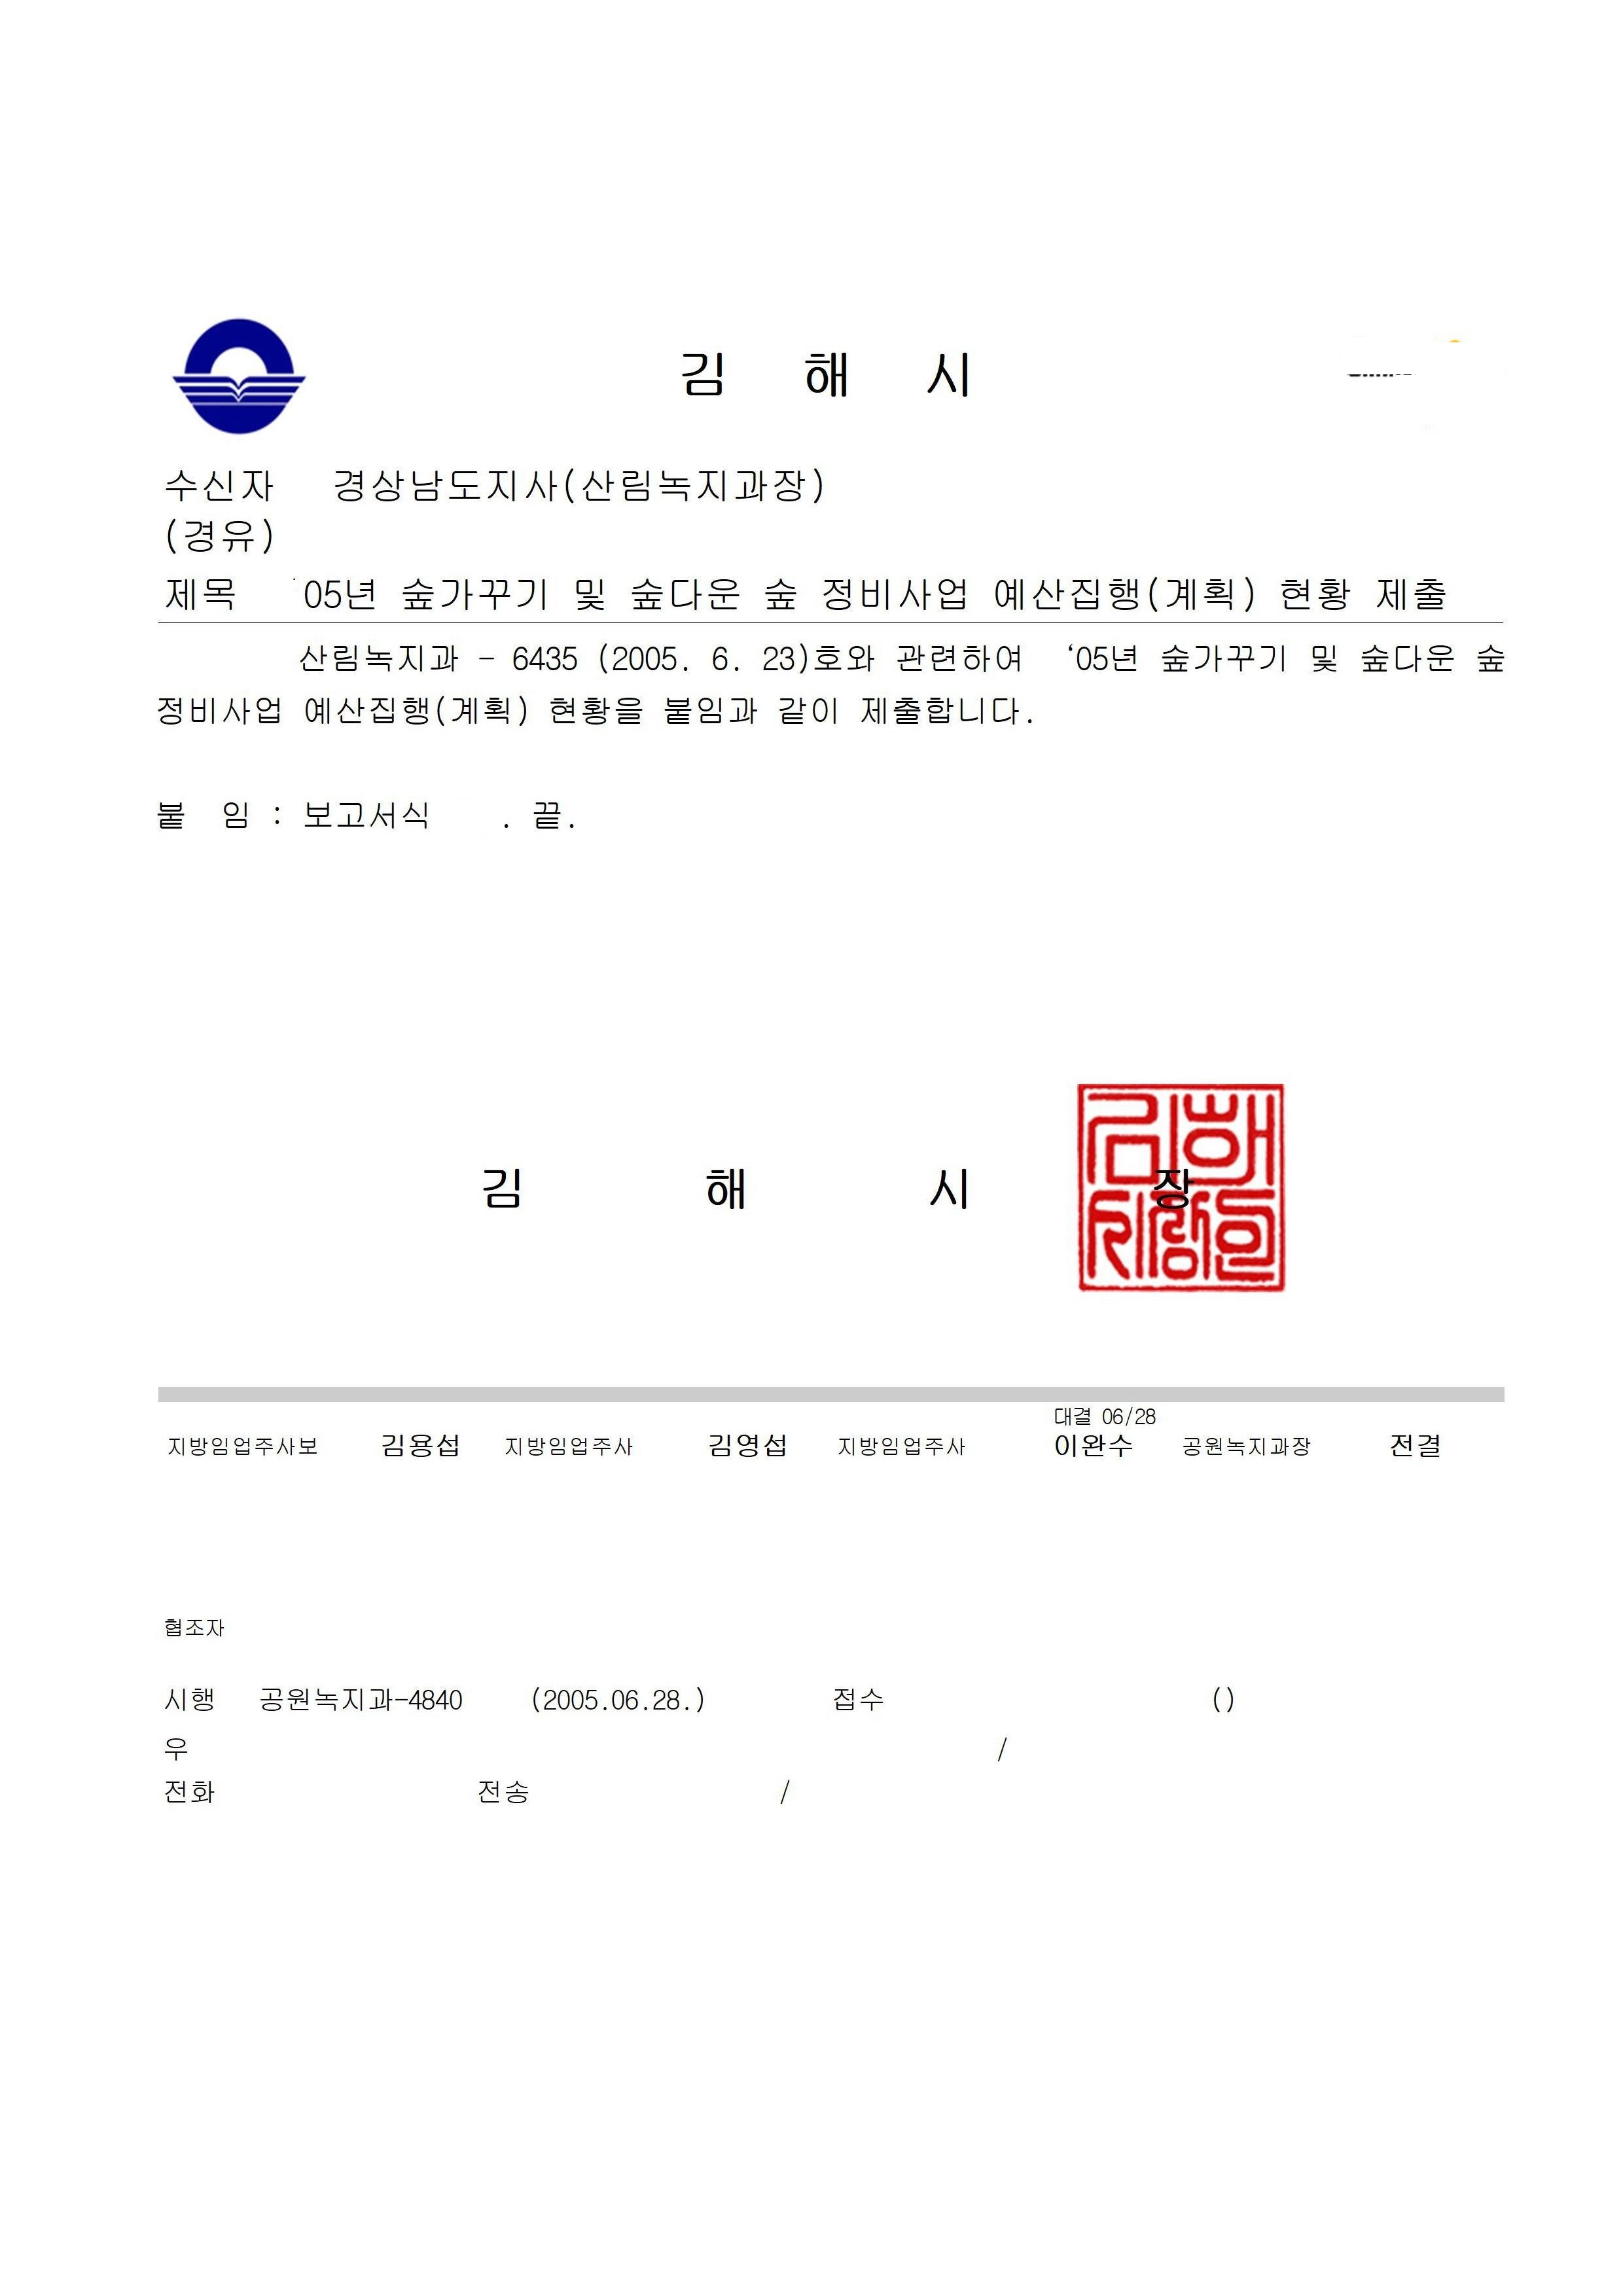 김 해 시
수신자 경상남도지사(산림녹지과장)
(경유)
제목 '05년 숲가꾸기 및 숲다운 숲 정비사업 예산집행(계획) 현황 제출
산림녹지과 - 6435 (2005. 6. 23)호와 관련하여 ‘05년 숲가꾸기 및 숲다운 숲
정비사업 예산집행(계획) 현황을 붙임과 같이 제출합니다.
붙 임 : 보고서식 . 끝.
김 해 시 장
대결 06/28
지방임업주사보 김용섭 지방임업주사 김영섭 지방임업주사 이완수 공원녹지과장 전결
협조자
시행 공원녹지과-4840 (2005.06.28.) 접수 ()
우 /
전화 전송 /